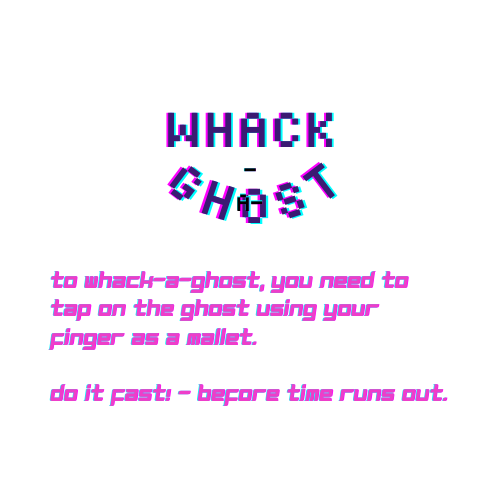 WHACK
-
A-
GHOST
to whack-a-ghost, you need to
tap on the ghost using your
finger as a mallet.
do it fast! - before time runs out.